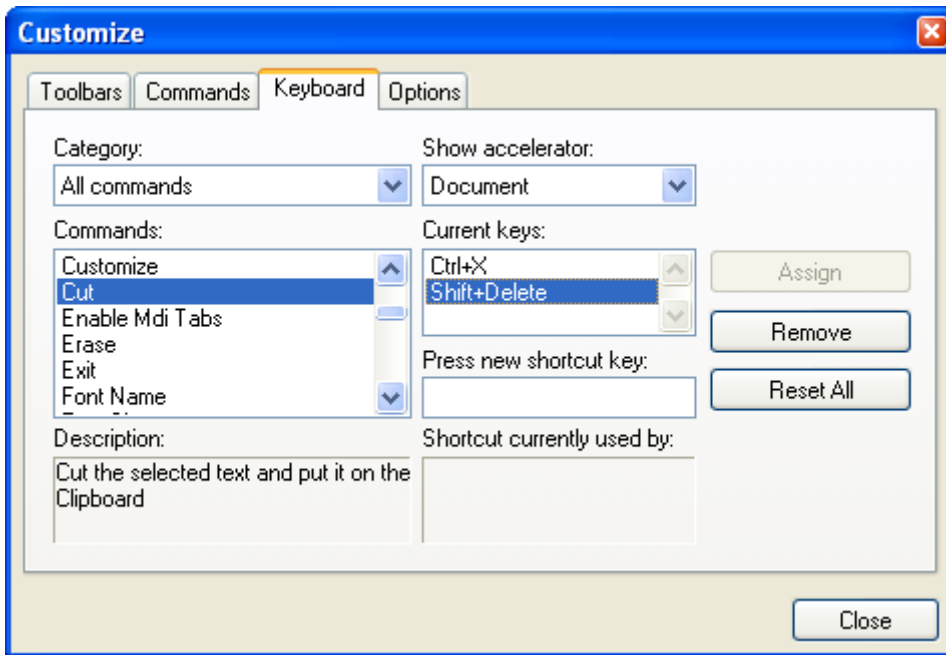 Customize
Toolbars Commands Keyboard Options
Category:
All commands
Show accelerator:
Document
Commands:
Customize
Cut
Enable Mdi Tabs
Erase
Exit
Font Name
Current keys:
Ctrl+X
Shift+Delete
Press new shortcut key:
Assign
Remove
Reset All
Description:
Cut the selected text and put it on the
Clipboard
Shortcut currently used by:
Close